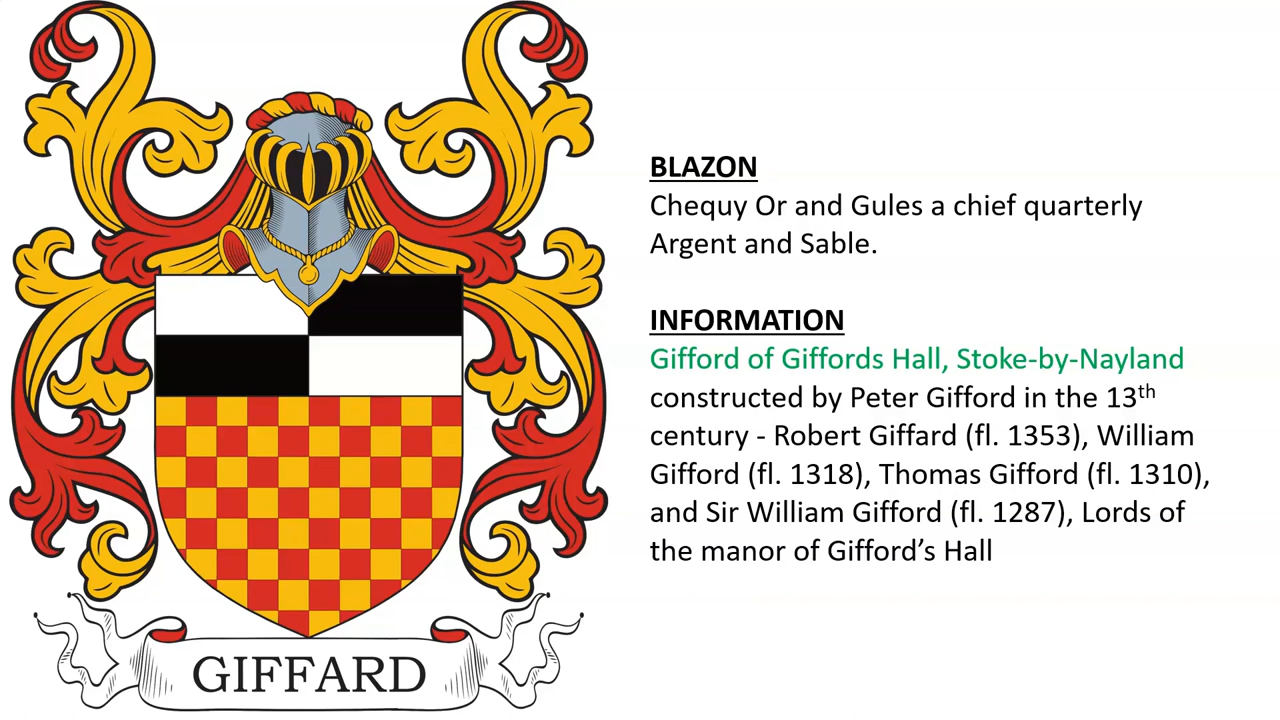 BLAZON
Chequy Or and Gules a chief quarterly
Argent and Sable.
INFORMATION
Gifford of Giffords Hall, Stoke-by-Nayland
constructed by Peter Gifford in the 13th
century - Robert Giffard (fl. 1353), William
Gifford (fl. 1318), Thomas Gifford (fl. 1310),
and Sir William Gifford (fl. 1287), Lords of
the manor of Gifford’s Hall
GIFFARD